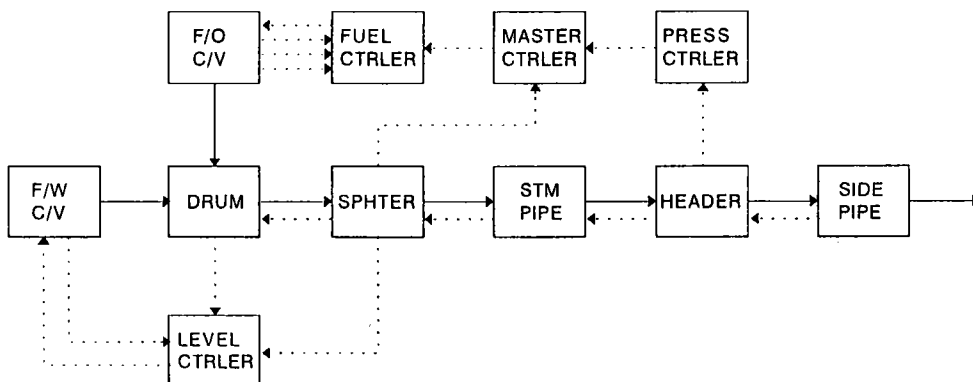 F/O
C/V
FUEL
CTRLER
MASTER
CTRLER
PRESS
CTRLER
F/W
C/V
DRUM
SPHTER
STM
PIPE
HEADER
SIDE
PIPE
LEVEL
CTRLER